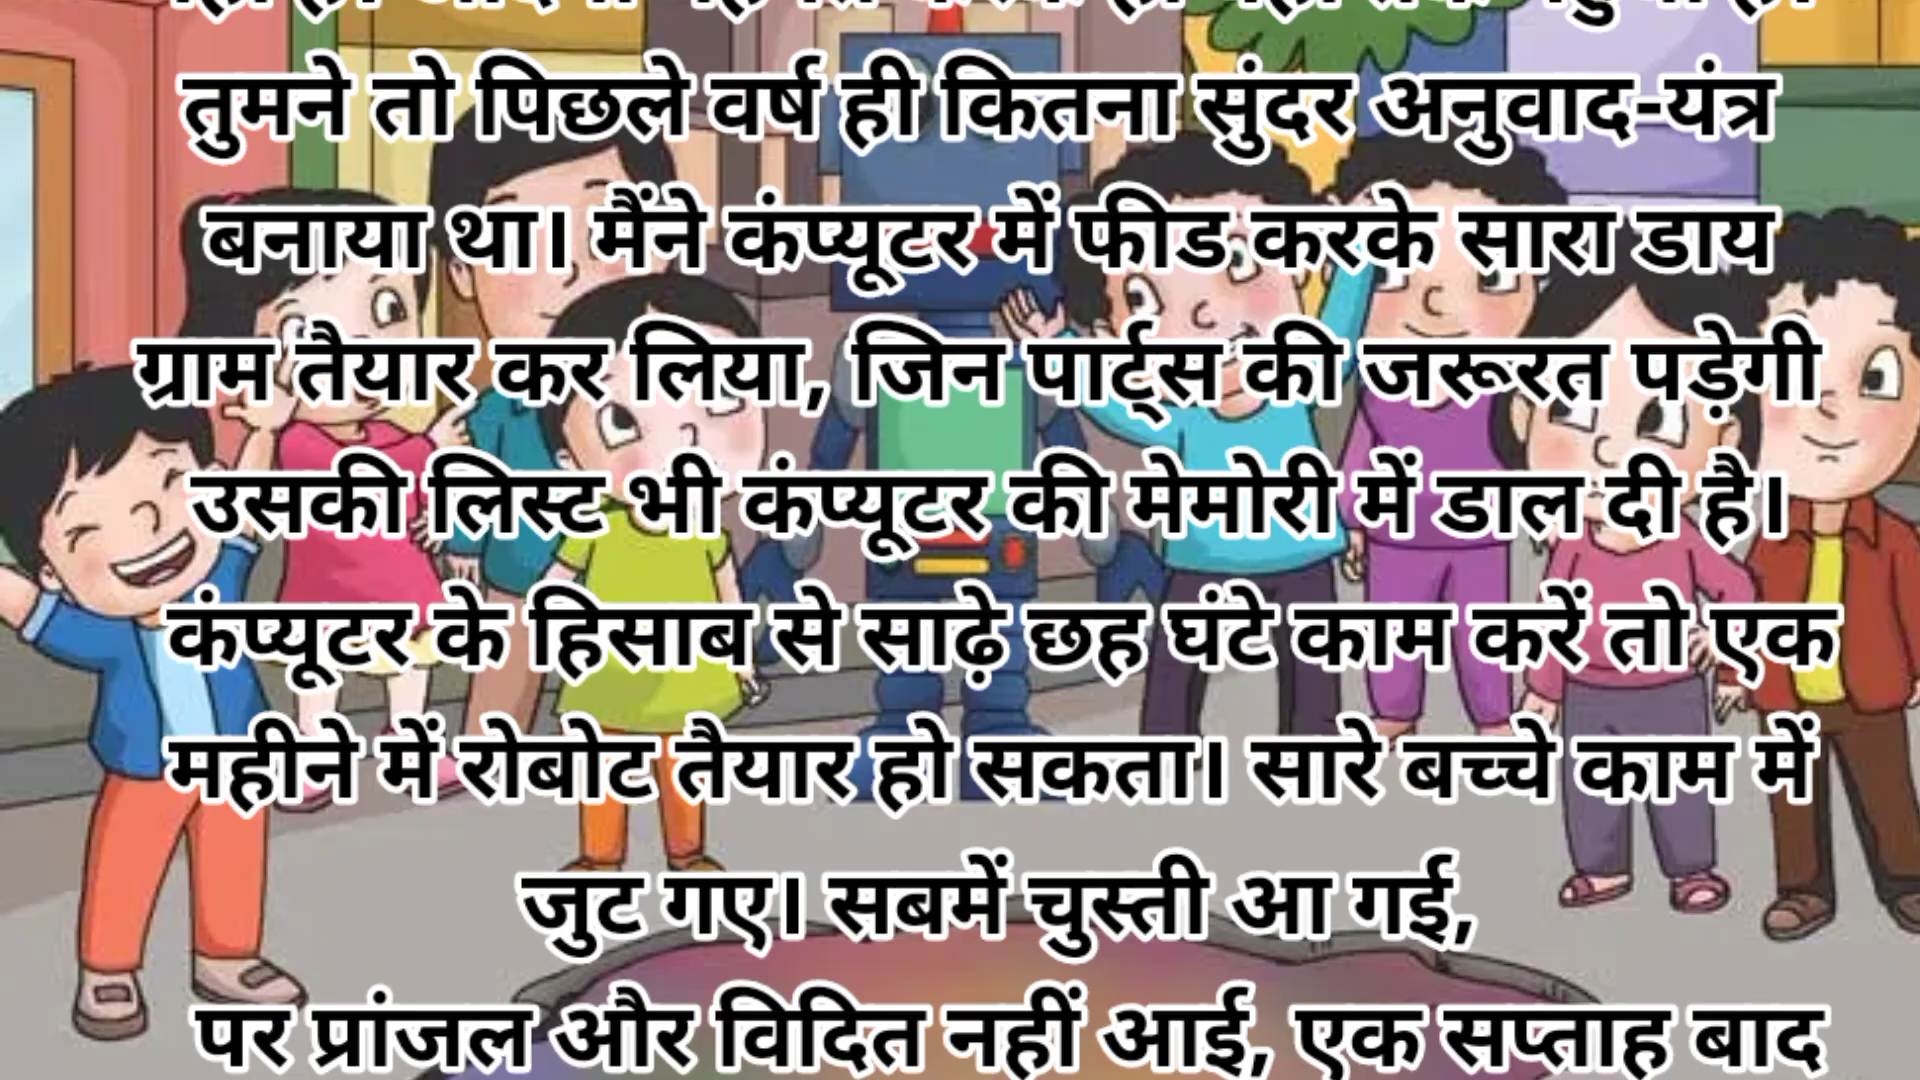 तुमने तो पिछले वर्ष ही कितना सुंदर अनुवाद-यंत्र
बनाया था। मैंने कंप्यूटर में फीड करके सारा डाय
ग्राम तैयार कर लिया, जिन पार्ट्स की जरूरत पड़ेगी
उसकी लिस्ट भी कंप्यूटर की मेमोरी में डाल दी है।
कंप्यूटर के हिसाब से साढ़े छह घंटे काम करें तो एक
महीने में रोबोट तैयार हो सकता। सारे बच्चे काम में
जुट गए। सबमें चुस्ती आ गई,
पर प्रांजल और विदित नहीं आई, एक सप्ताह बाद